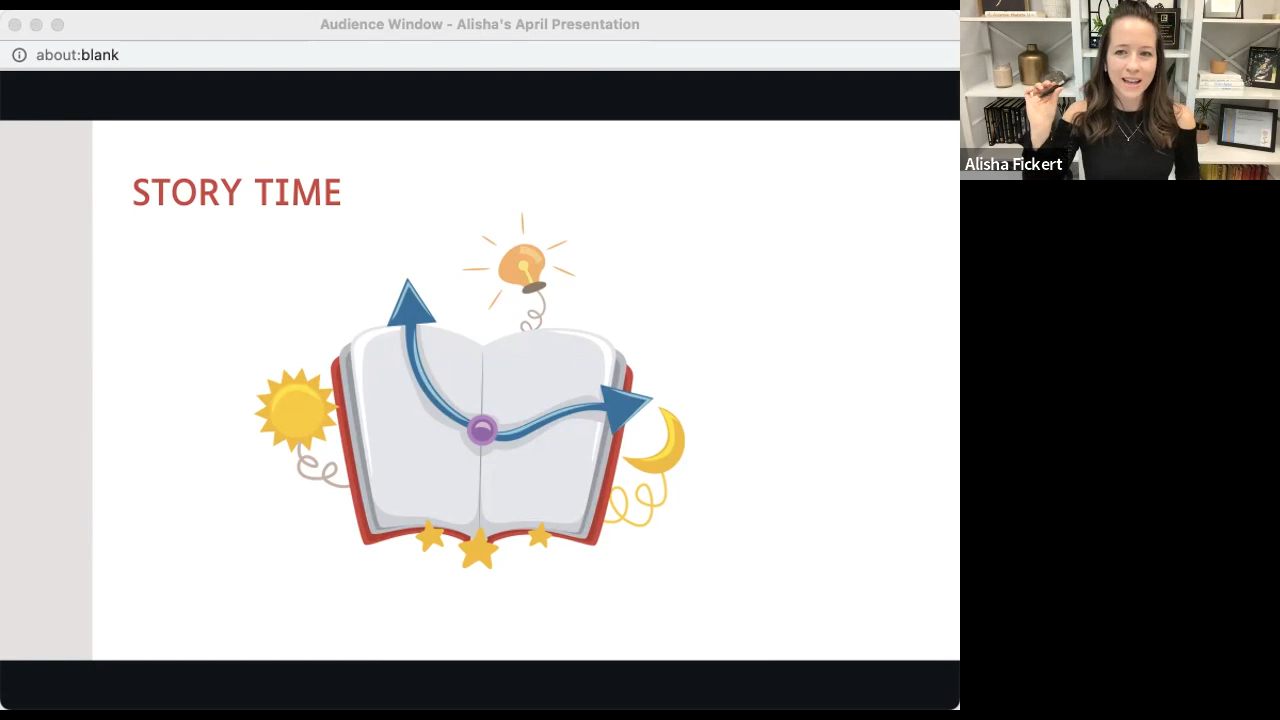 Audience Window - Alisha's April Presentation
about:blank
STORY TIME
Alisha Fickert